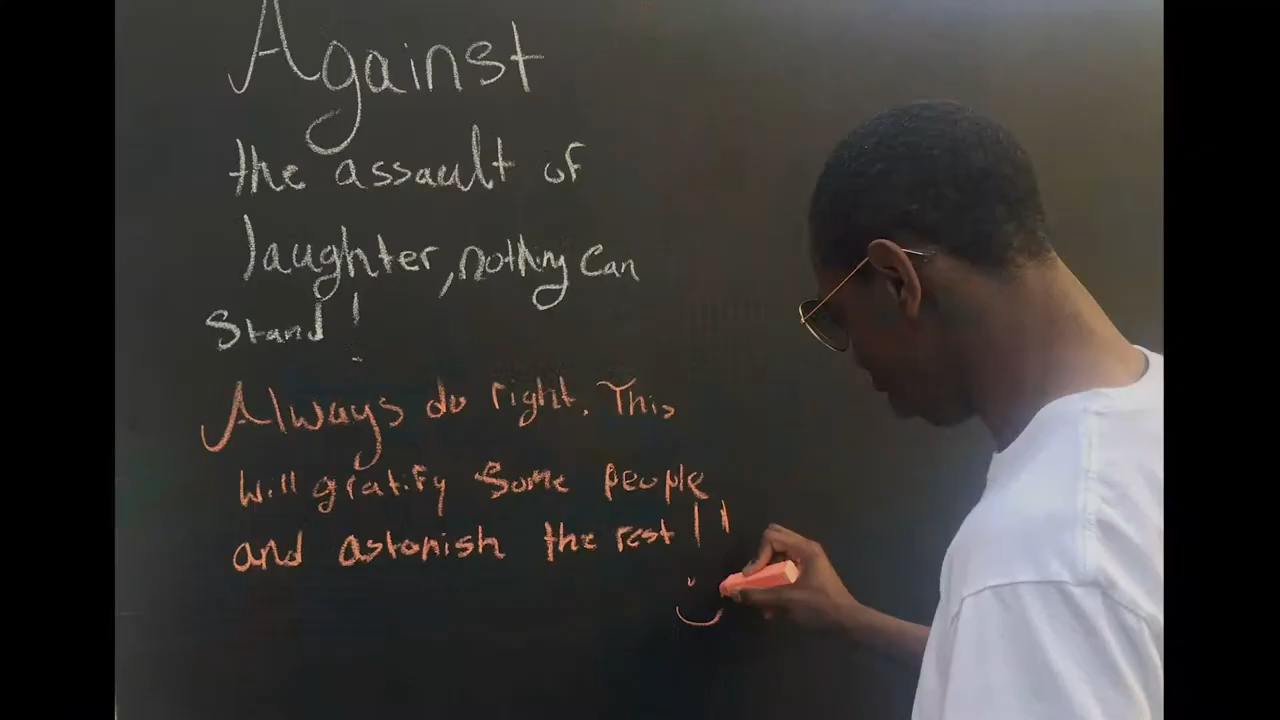 Against
the assault of
laughter, nothing Can
Stand!
Always do right. This
will gratify Some people
and astonish the rest!!